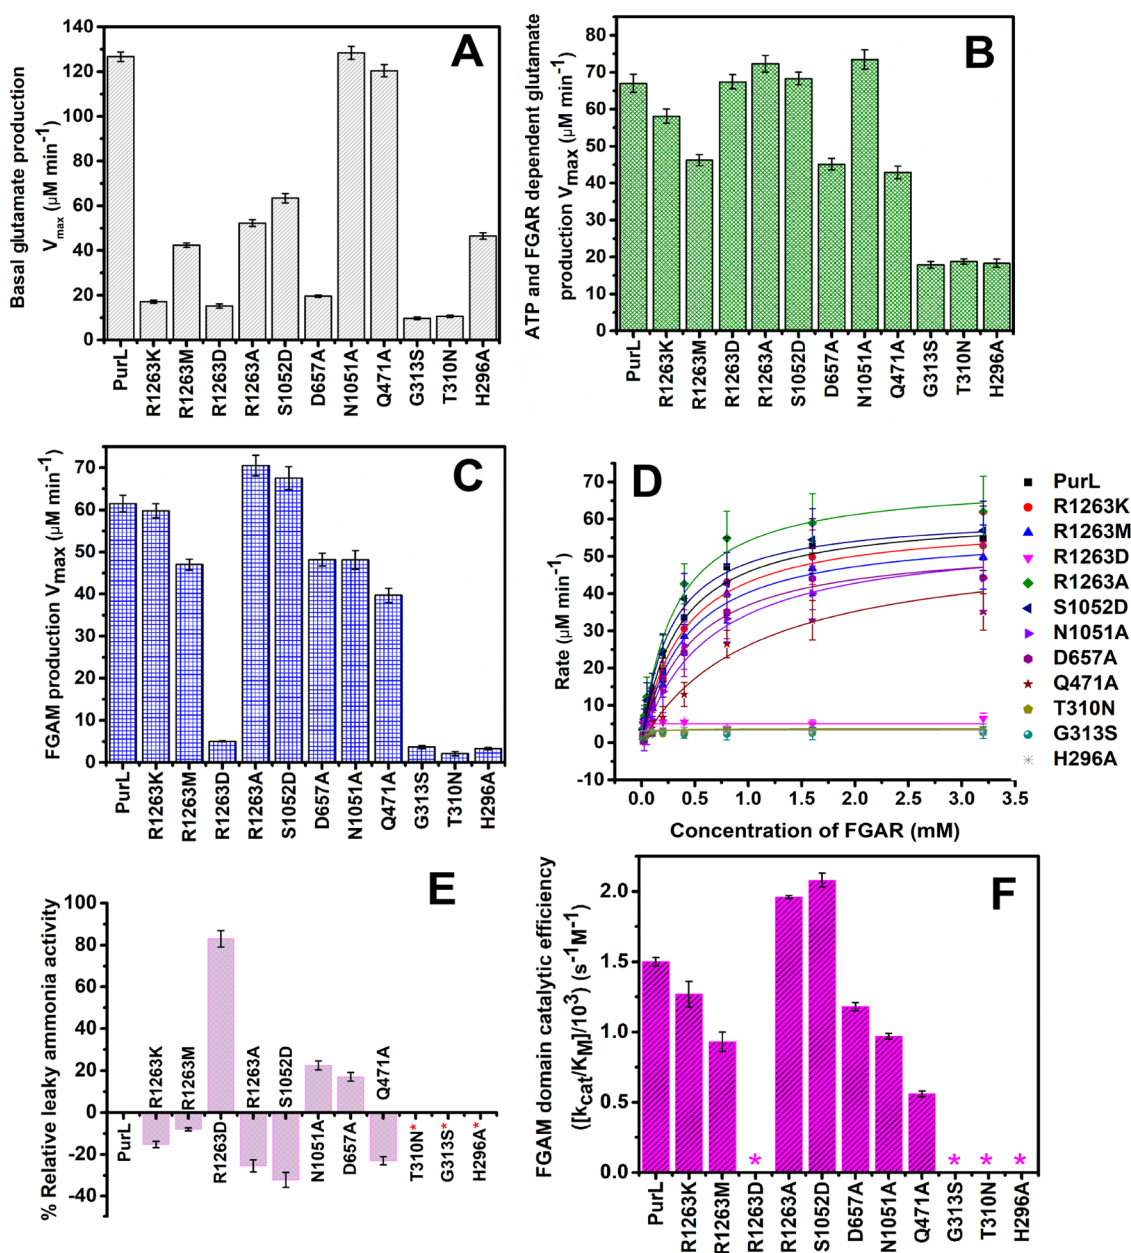 A
Basal glutamate production
Vmax (μM min-1)
140
120
100
80
60
40
20
0
PurL
R1263K
R1263M
R1263D
R1263A
S1052D
D657A
N1051A
Q471A
G313S
T310N
H296A
B
ATP and FGAR dependent glutamate
production Vmax (μM min-1)
80
70
60
50
40
30
20
10
0
PurL
R1263K
R1263M
R1263D
R1263A
S1052D
D657A
N1051A
Q471A
G313S
T310N
H296A
C
FGAM production Vmax (μM min-1)
70
60
50
40
30
20
10
0
PurL
R1263K
R1263M
R1263D
R1263A
S1052D
D657A
N1051A
Q471A
G313S
T310N
H296A
D
Rate (μM min-1)
70
60
50
40
30
20
10
0
-10
0.0
0.5
1.0
1.5
2.0
2.5
3.0
3.5
Concentration of FGAR (mM)
PurL
R1263K
R1263M
R1263D
R1263A
S1052D
N1051A
D657A
Q471A
T310N
G313S
H296A
E
% Relative leaky ammonia activity
100
80
60
40
20
0
-20
-40
PurL
R1263K
R1263M
R1263D
R1263A
S1052D
N1051A
D657A
Q471A
T310N*
G313S*
H296A*
F
FGAM domain catalytic efficiency
([kcat/KM]/103) (s-1M-1)
2.0
1.5
1.0
0.5
0.0
* * * *
PurL
R1263K
R1263M
R1263D
R1263A
S1052D
D657A
N1051A
Q471A
G313S
T310N
H296A